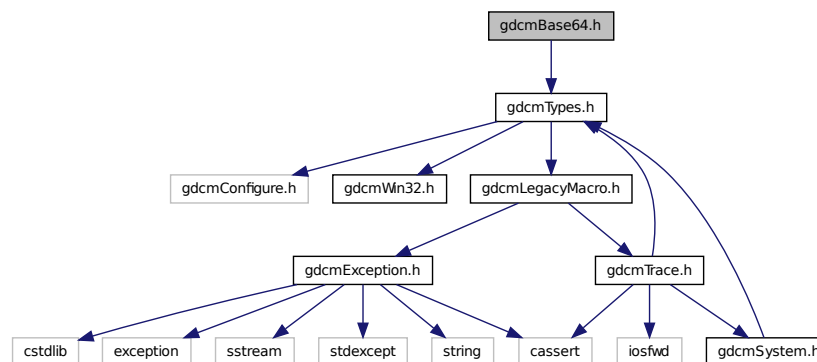 gdcmBase64.h
gdcmTypes.h
gdcmConfigure.h
gdcmWin32.h
gdcmLegacyMacro.h
gdcmException.h
gdcmTrace.h
cstdlib
exception
sstream
stdexcept
string
cassert
iosfwd
gdcmSystem.h